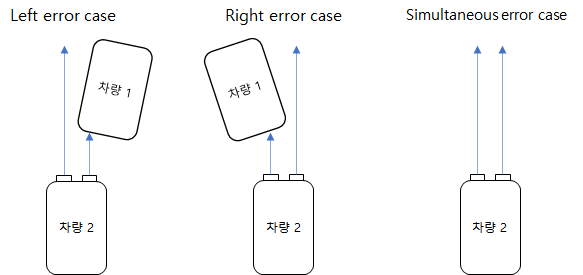 Left error case
Right error case
Simultaneous error case
차량 1
차량 1
차량 2
차량 2
차량 2